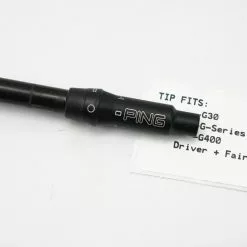 PING
TIP FITS:
G30
G-Series
G400
Driver + Fair